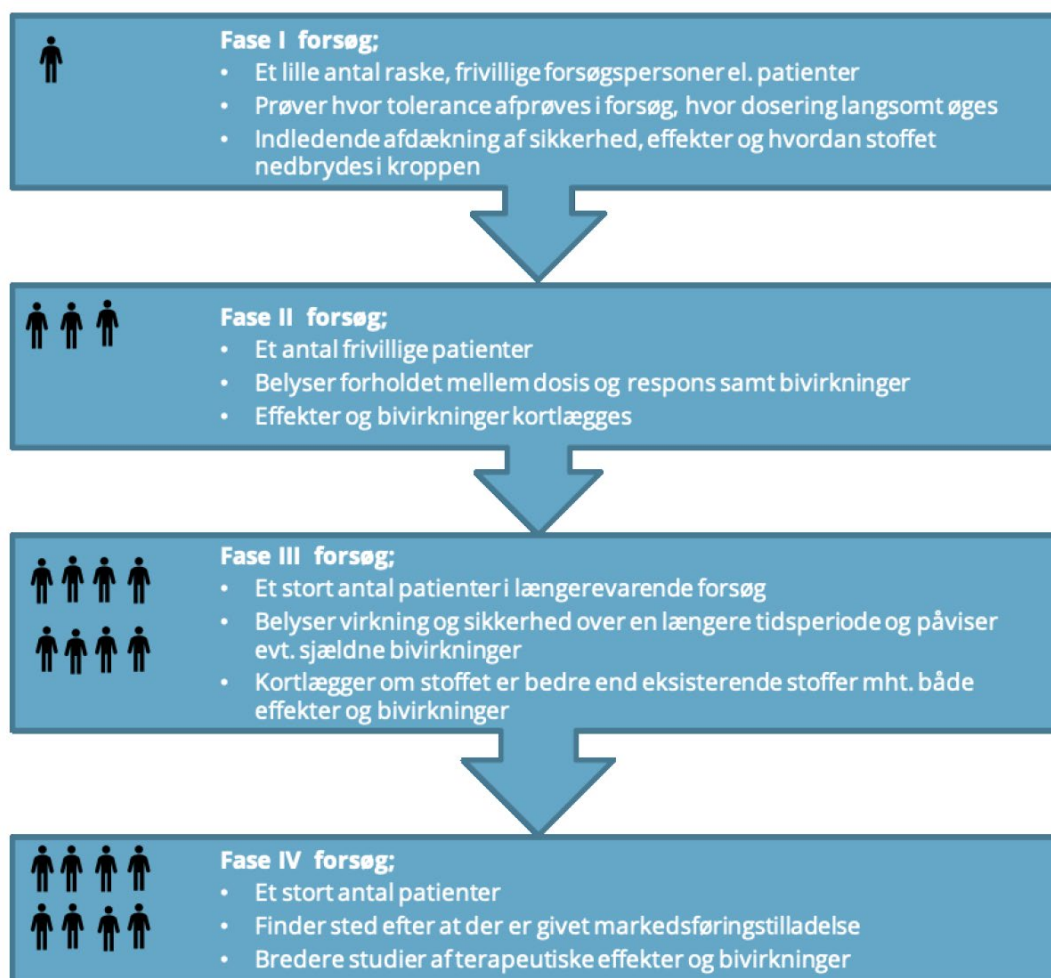 Fase I forsøg;
• Et lille antal raske, frivillige forsøgspersoner el. patienter
• Prøver hvor tolerance afprøves i forsøg, hvor dosering langsomt øges
• Indledende afdækning af sikkerhed, effekter og hvordan stoffet
nedbrydes i kroppen
Fase II forsøg;
• Et antal frivillige patienter
• Belyser forholdet mellem dosis og respons samt bivirkninger
• Effekter og bivirkninger kortlægges
Fase III forsøg;
• Et stort antal patienter i længerevarende forsøg
• Belyser virkning og sikkerhed over en længere tidsperiode og påviser
evt. sjældne bivirkninger
• Kortlægger om stoffet er bedre end eksisterende stoffer mht. både
effekter og bivirkninger
Fase IV forsøg;
• Et stort antal patienter
• Finder sted efter at der er givet markedsføringstilladelse
• Bredere studier af terapeutiske effekter og bivirkninger